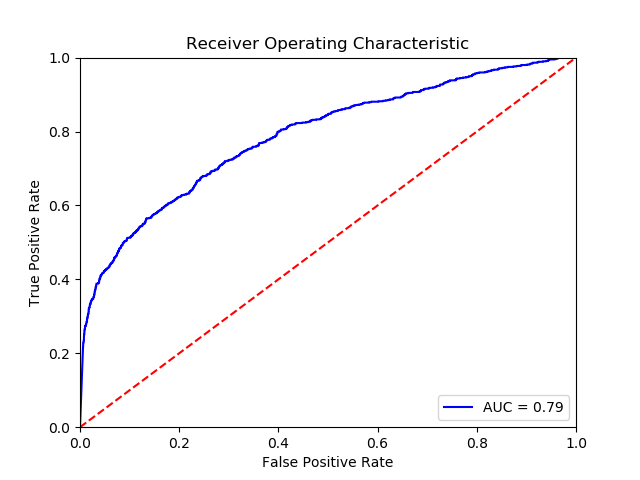 Receiver Operating Characteristic
1.0
0.8
0.6
0.4
0.2
0.0
True Positive Rate
AUC = 0.79
0.0 0.2 0.4 0.6 0.8 1.0
False Positive Rate